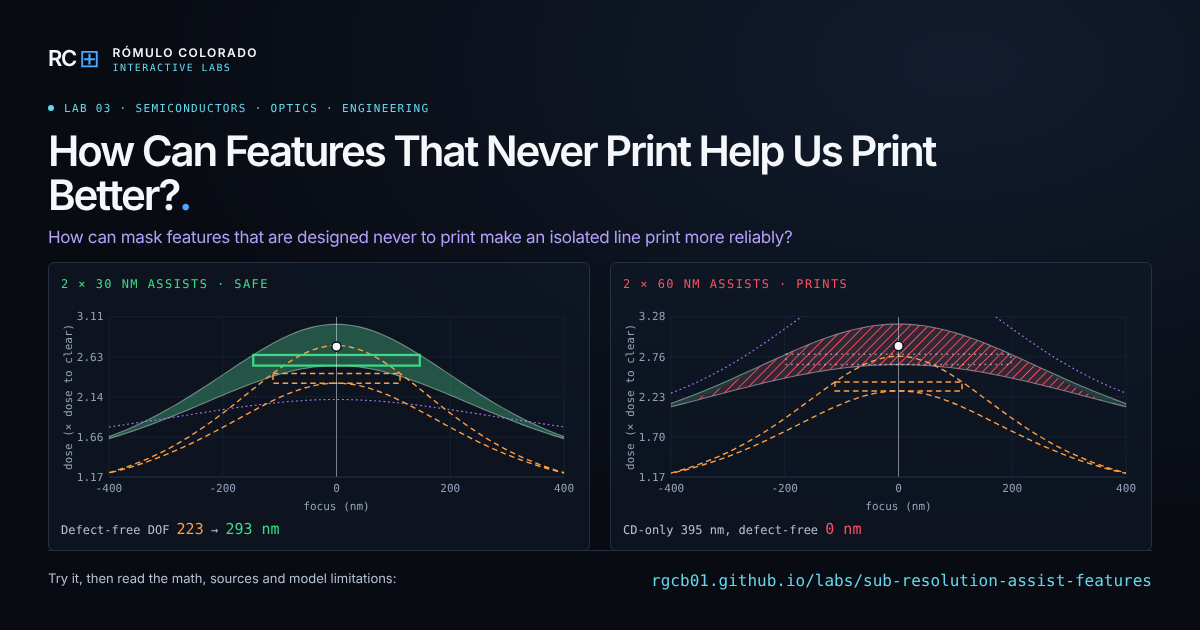 RC
RÓMULO COLORADO
INTERACTIVE LABS
LAB 03 · SEMICONDUCTORS · OPTICS · ENGINEERING
How Can Features That Never Print Help Us Print
Better?.
How can mask features that are designed never to print make an isolated line print more reliably?
2 × 30 NM ASSISTS · SAFE
3.11
2.63
2.14
1.66
1.17
dose (× dose to clear)
-400
-200
0
200
400
focus (nm)
Defect-free DOF 223 → 293 nm
2 × 60 NM ASSISTS · PRINTS
3.28
2.76
2.23
1.70
1.17
dose (× dose to clear)
-400
-200
0
200
400
focus (nm)
CD-only 395 nm, defect-free 0 nm
Try it, then read the math, sources and model limitations:
rgcb01.github.io/labs/sub-resolution-assist-features